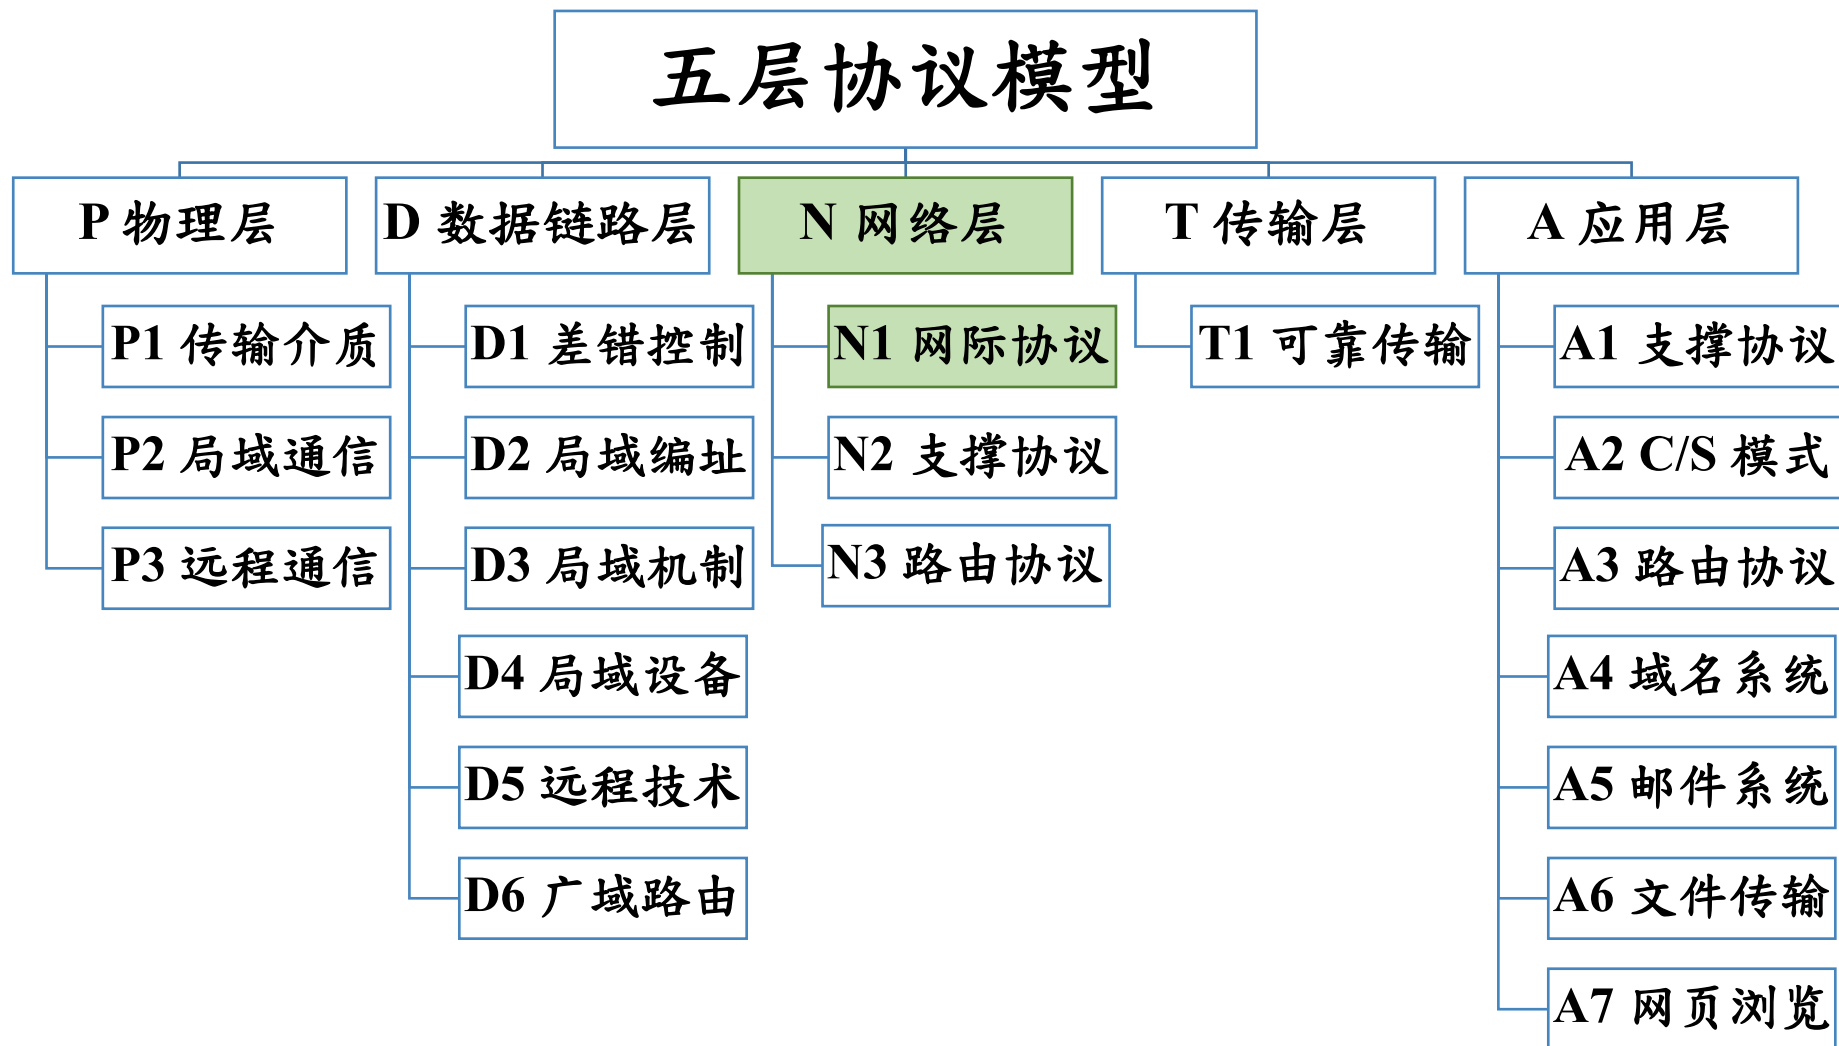 五层协议模型
P 物理层
D 数据链路层
N 网络层
T 传输层
A 应用层
P1 传输介质
P2 局域通信
P3 远程通信
D1 差错控制
D2 局域编址
D3 局域机制
D4 局域设备
D5 远程技术
D6 广域路由
N1 网际协议
N2 支撑协议
N3 路由协议
T1 可靠传输
A1 支撑协议
A2 C/S 模式
A3 路由协议
A4 域名系统
A5 邮件系统
A6 文件传输
A7 网页浏览